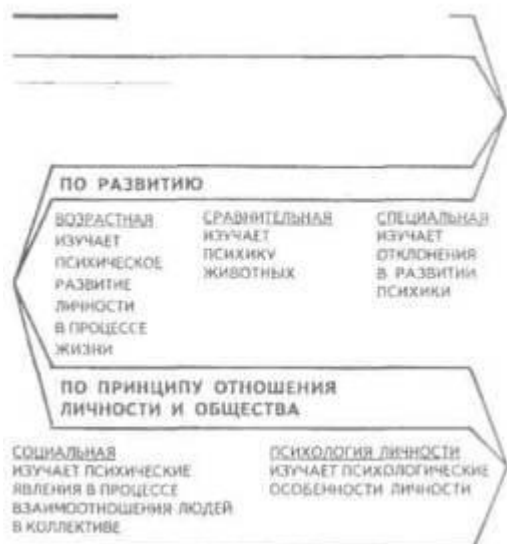 ПО РАЗВИТИЮ
ВОЗРАСТНАЯ
ИЗУЧАЕТ
ПСИХИЧЕСКОЕ
РАЗВИТИЕ
ЛИЧНОСТИ
В ПРОЦЕССЕ
ЖИЗНИ
СРАВНИТЕЛЬНАЯ
ИЗУЧАЕТ
ПСИХИКУ
ЖИВОТНЫХ
СПЕЦИАЛЬНАЯ
ИЗУЧАЕТ
ОТКЛОНЕНИЯ
В РАЗВИТИИ
ПСИХИКИ
ПО ПРИНЦИПУ ОТНОШЕНИЯ
ЛИЧНОСТИ И ОБЩЕСТВА
СОЦИАЛЬНАЯ
ИЗУЧАЕТ ПСИХИЧЕСКИЕ
ЯВЛЕНИЯ В ПРОЦЕССЕ
ВЗАИМООТНОШЕНИЯ ЛЮДЕЙ
В КОЛЛЕКТИВЕ
ПСИХОЛОГИЯ ЛИЧНОСТИ
ИЗУЧАЕТ ПСИХОЛОГИЧЕСКИЕ
ОСОБЕННОСТИ ЛИЧНОСТИ